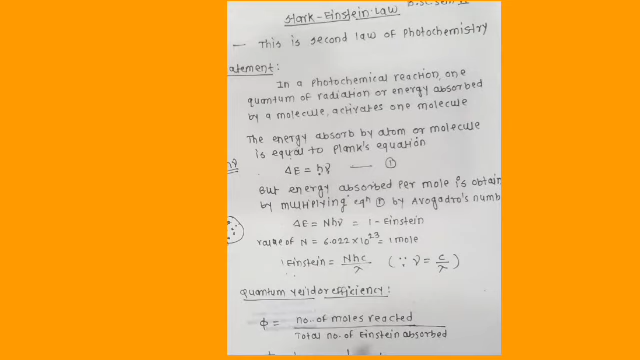 Stark-Einstein Law
— This is second law of Photochemistry
atement:
In a Photochemical reaction, one
quantum of radiation or energy absorbed
by a molecule, activates one molecule
The energy absorb by atom or molecule
is equal to Plank's equation
hν
ΔE = hν —— ①
But energy absorbed Per mole is obtain
by multiplying eqn ① by Avogadro's numb
ΔE = Nhν = 1 - Einstein
value of N = 6.022×10^23 = 1 mole
1 Einstein = Nhc/λ (∵ ν = c/λ)
Quantum Yeild or efficiency:
ϕ = no. of moles reacted
Total no. of Einstein absorbed